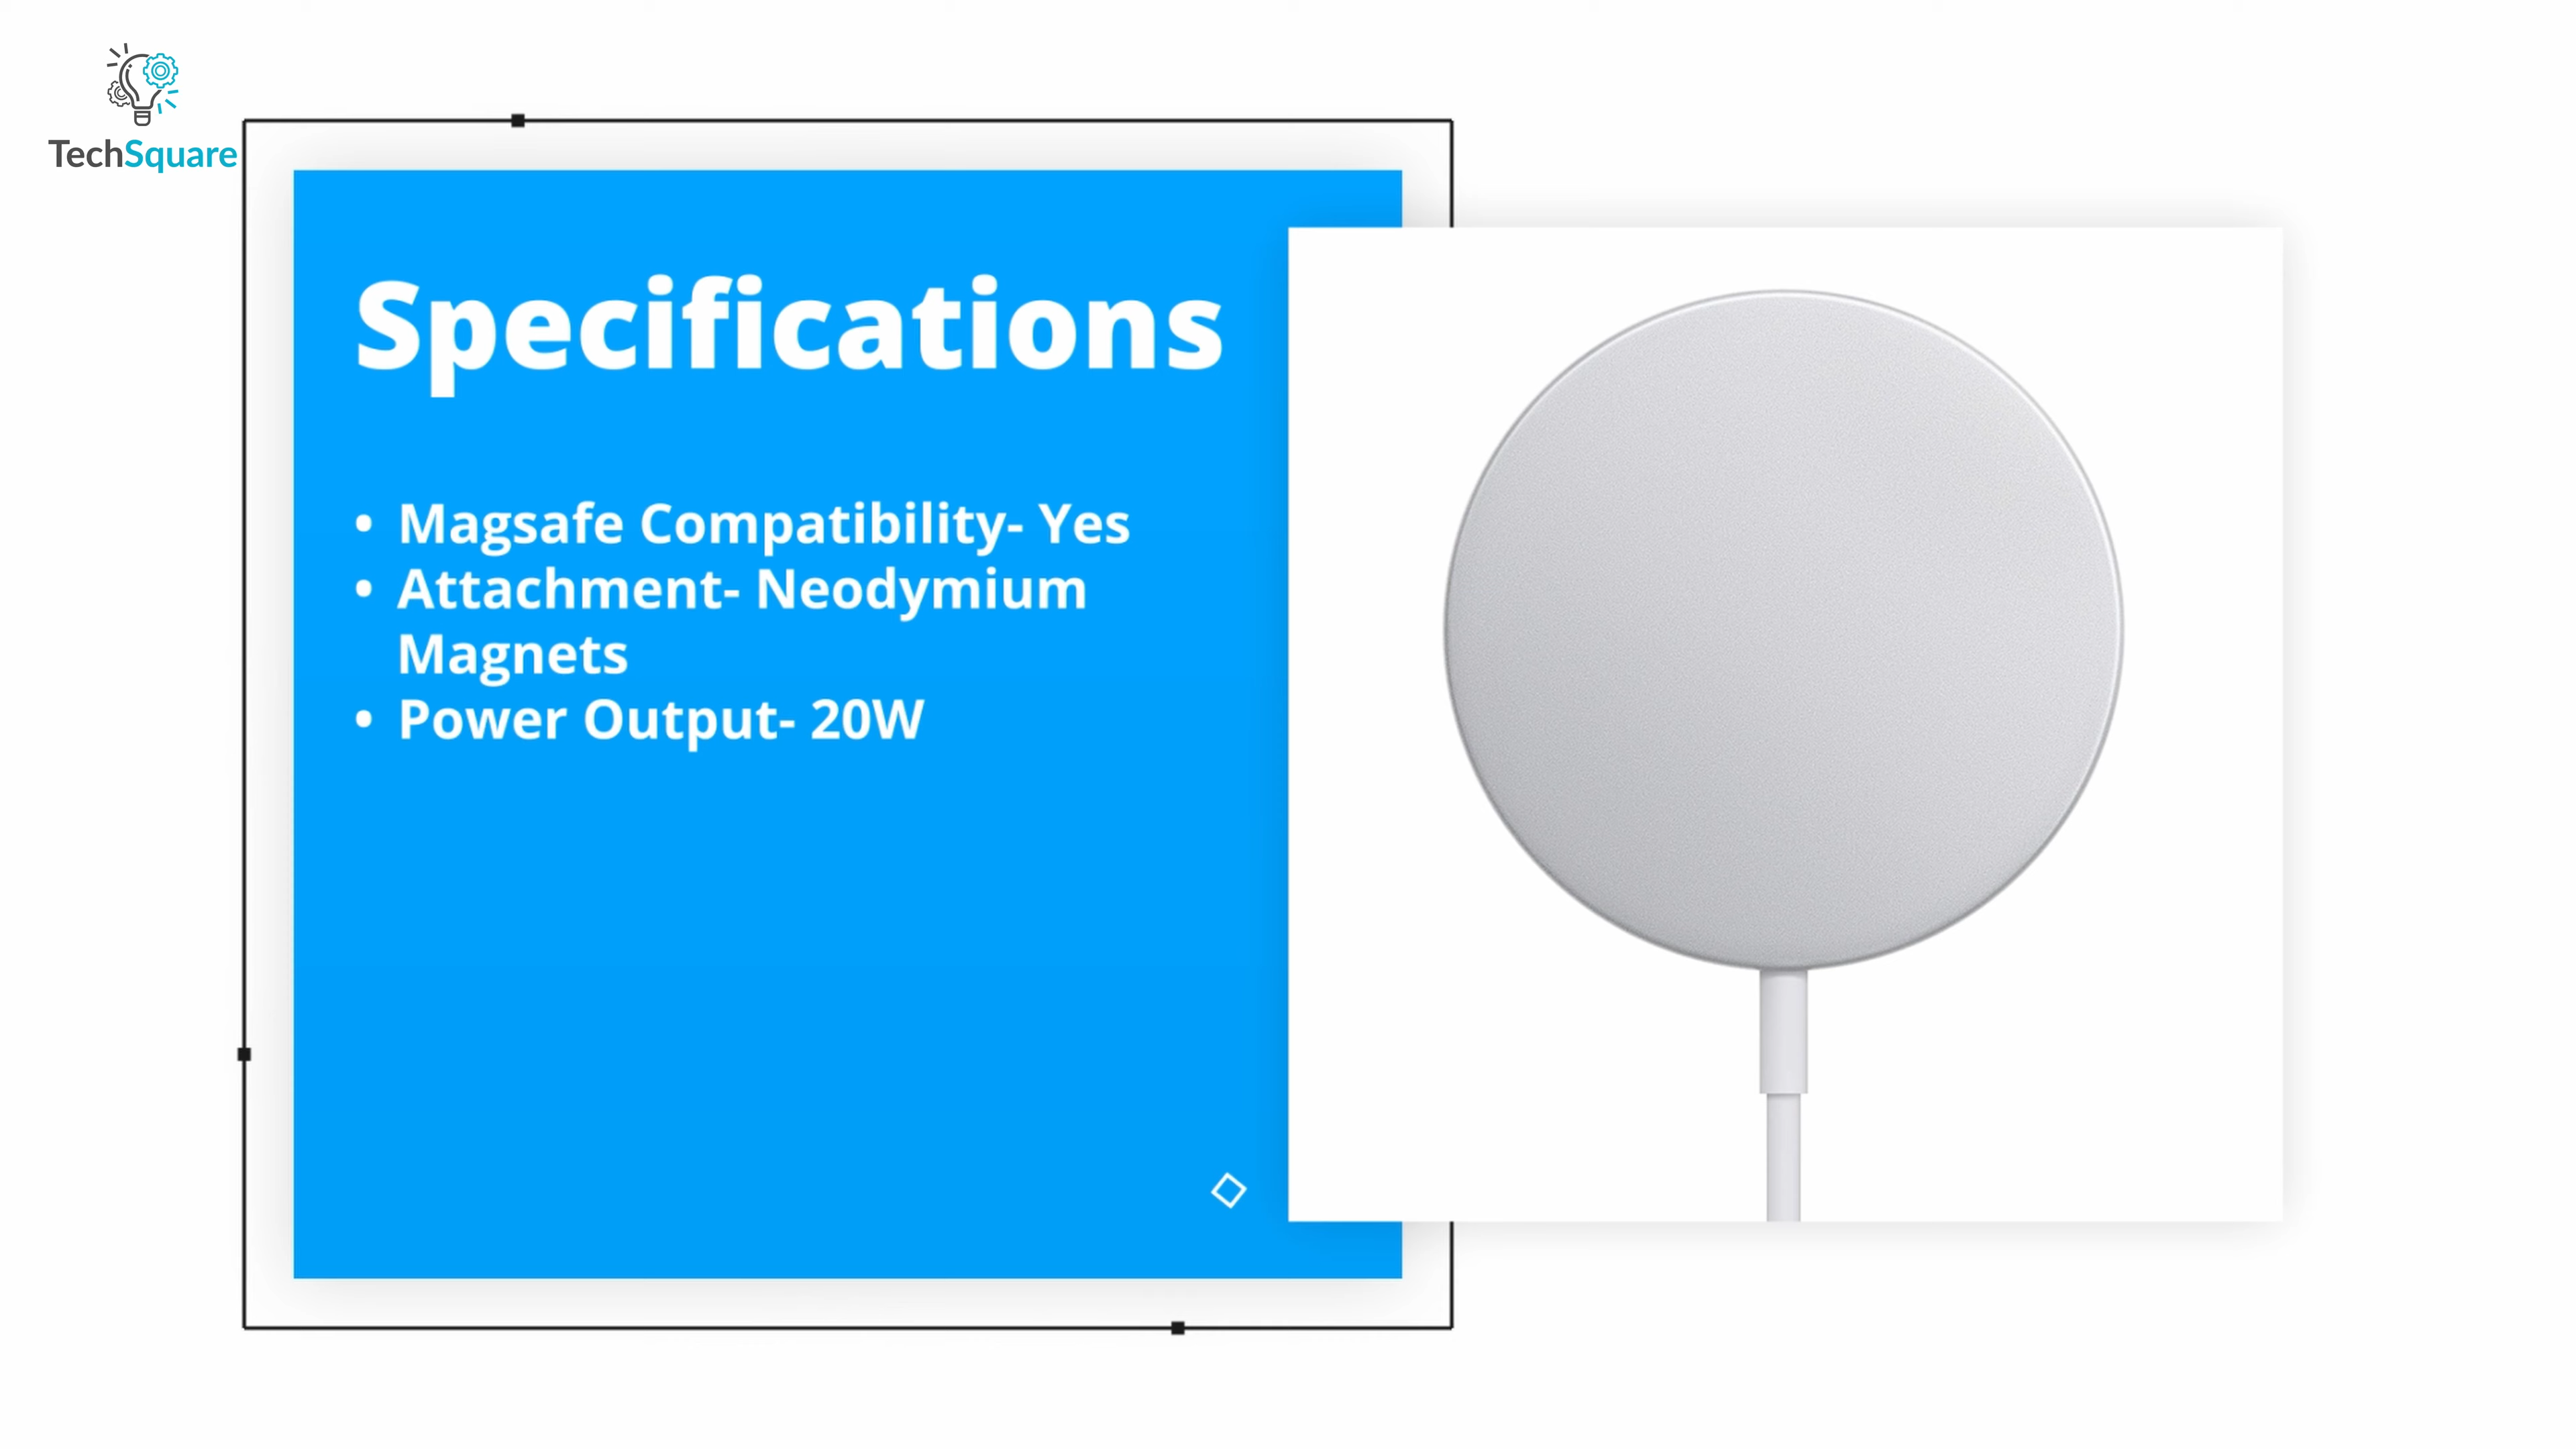 TechSquare
Specifications
• Magsafe Compatibility- Yes
• Attachment- Neodymium
Magnets
• Power Output- 20W